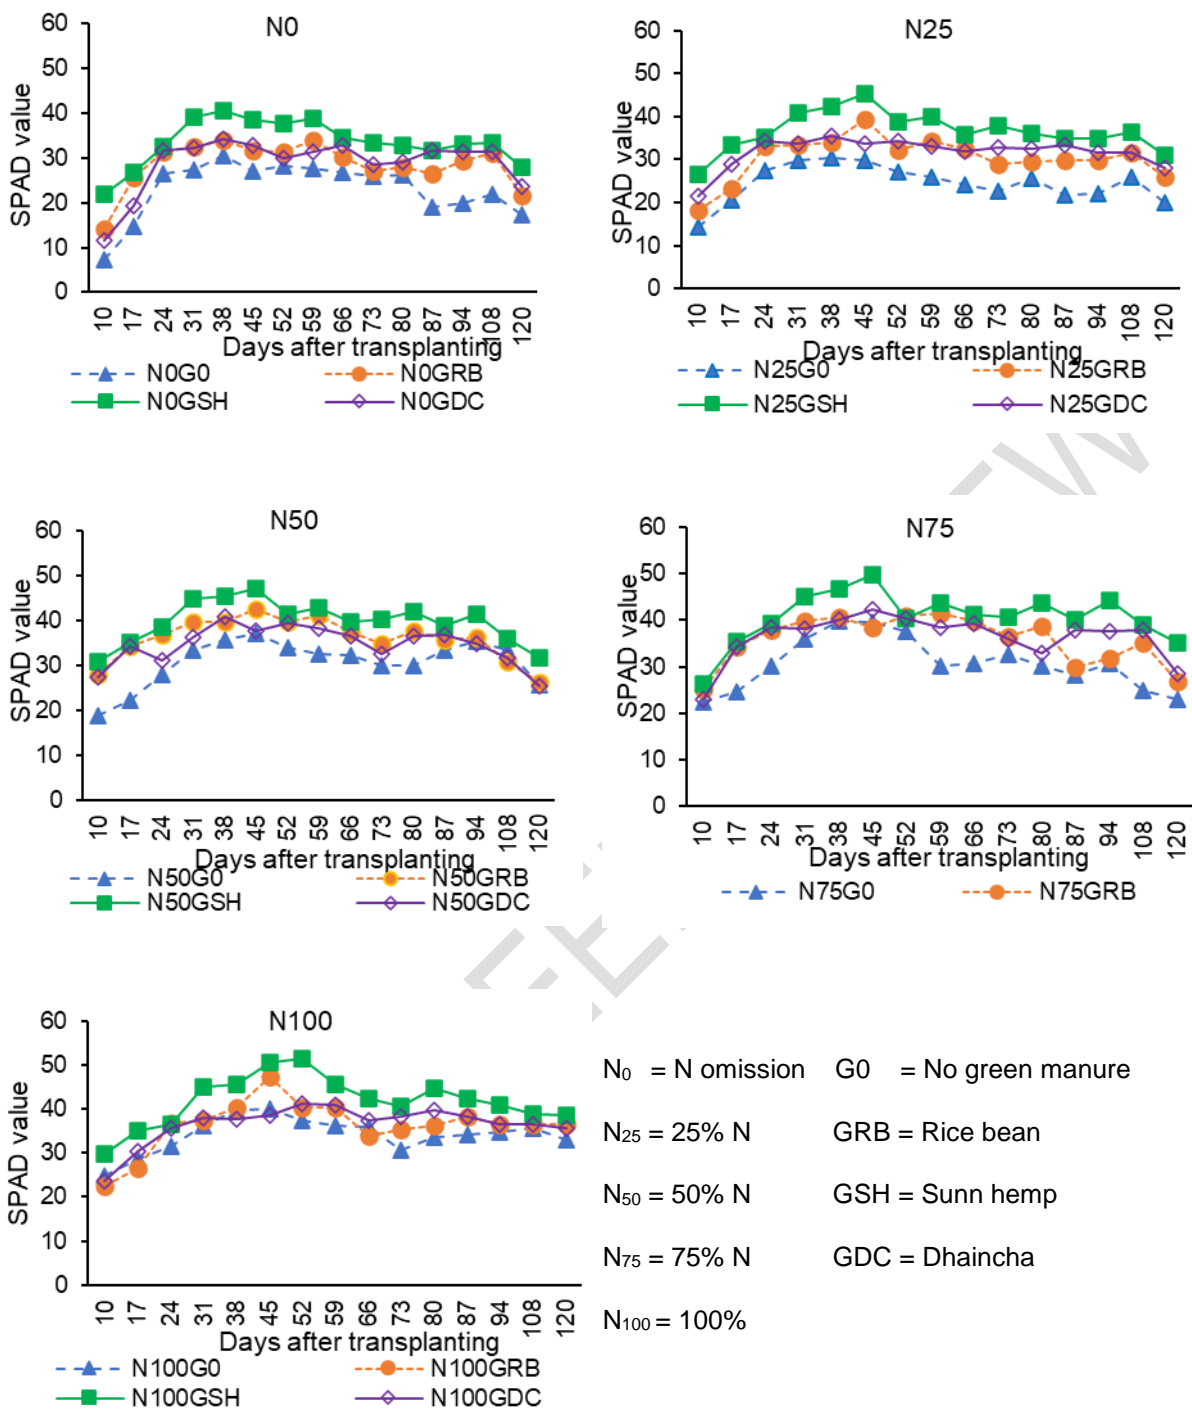 N0
SPAD value
60
50
40
30
20
10
0
10 17 24 31 38 45 52 59 66 73 80 87 94 108 120
Days after transplanting
N0G0 N0GRB
N0GSH N0GDC
N25
SPAD value
60
50
40
30
20
10
0
10 17 24 31 38 45 52 59 66 73 80 87 94 108 120
Days after transplanting
N25G0 N25GRB
N25GSH N25GDC
N50
SPAD value
60
50
40
30
20
10
0
10 17 24 31 38 45 52 59 66 73 80 87 94 108 120
Days after transplanting
N50G0 N50GRB
N50GSH N50GDC
N75
SPAD value
60
50
40
30
20
10
0
10 17 24 31 38 45 52 59 66 73 80 87 94 108 120
Days after transplanting
N75G0 N75GRB
N100
SPAD value
60
50
40
30
20
10
0
10 17 24 31 38 45 52 59 66 73 80 87 94 108 120
Days after transplanting
N100G0 N100GRB
N100GSH N100GDC
N0 = N omission G0 = No green manure
N25 = 25% N GRB = Rice bean
N50 = 50% N GSH = Sunn hemp
N75 = 75% N GDC = Dhaincha
N100 = 100%